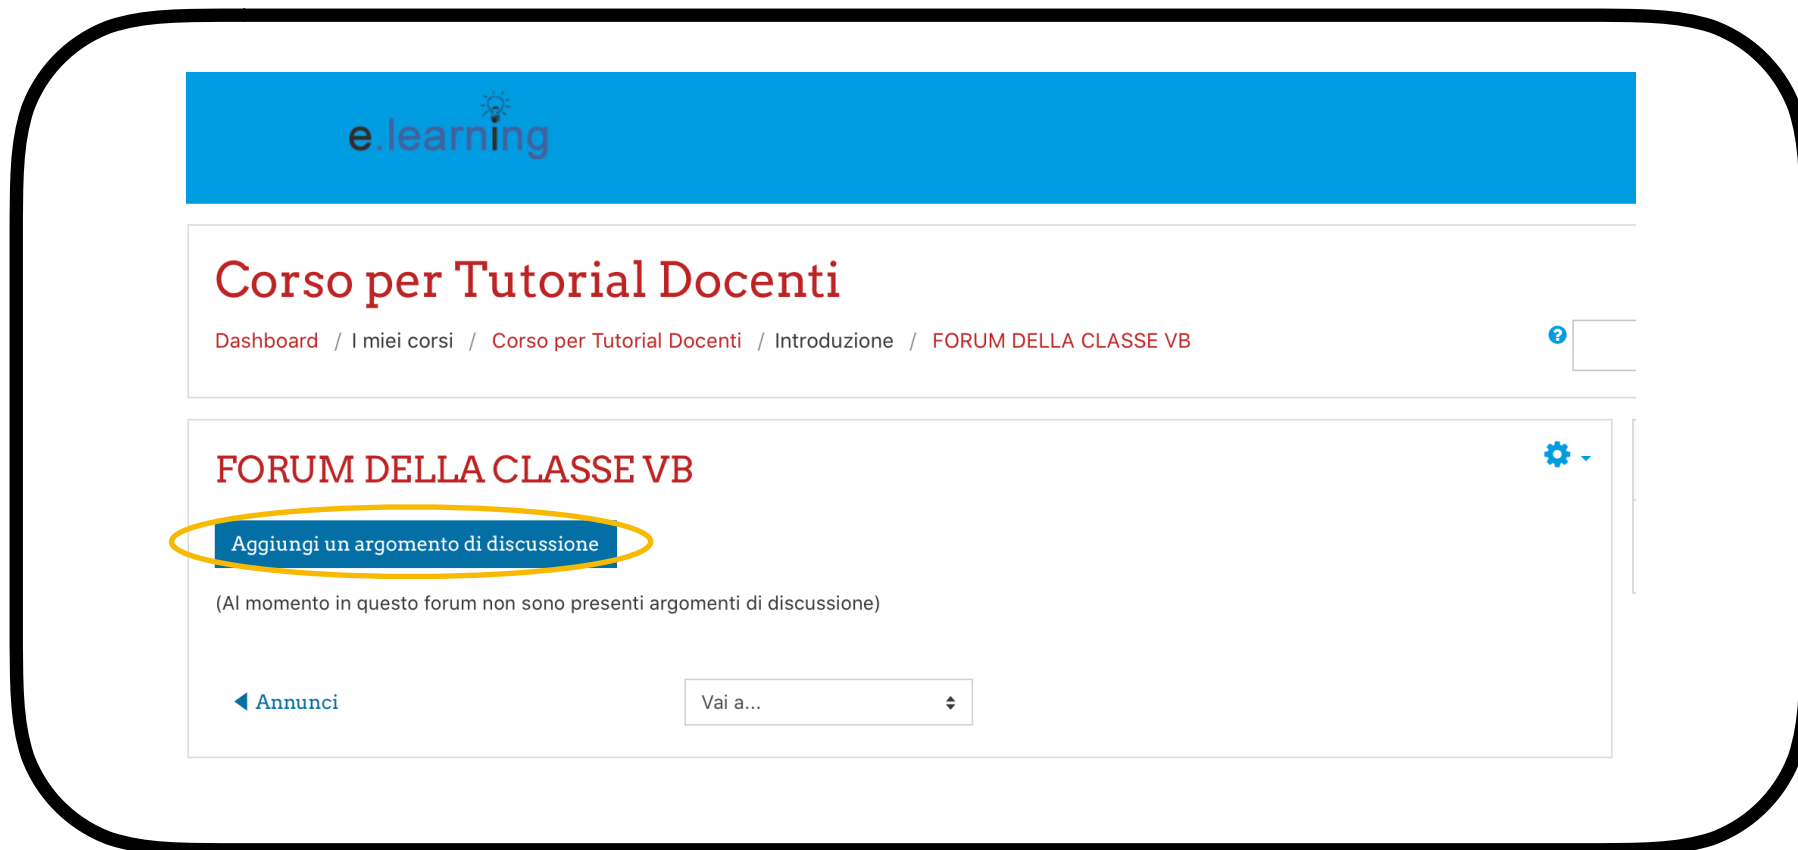 e.learning
Corso per Tutorial Docenti
Dashboard / I miei corsi / Corso per Tutorial Docenti / Introduzione / FORUM DELLA CLASSE VB
FORUM DELLA CLASSE VB
Aggiungi un argomento di discussione
(Al momento in questo forum non sono presenti argomenti di discussione)
Annunci
Vai a...